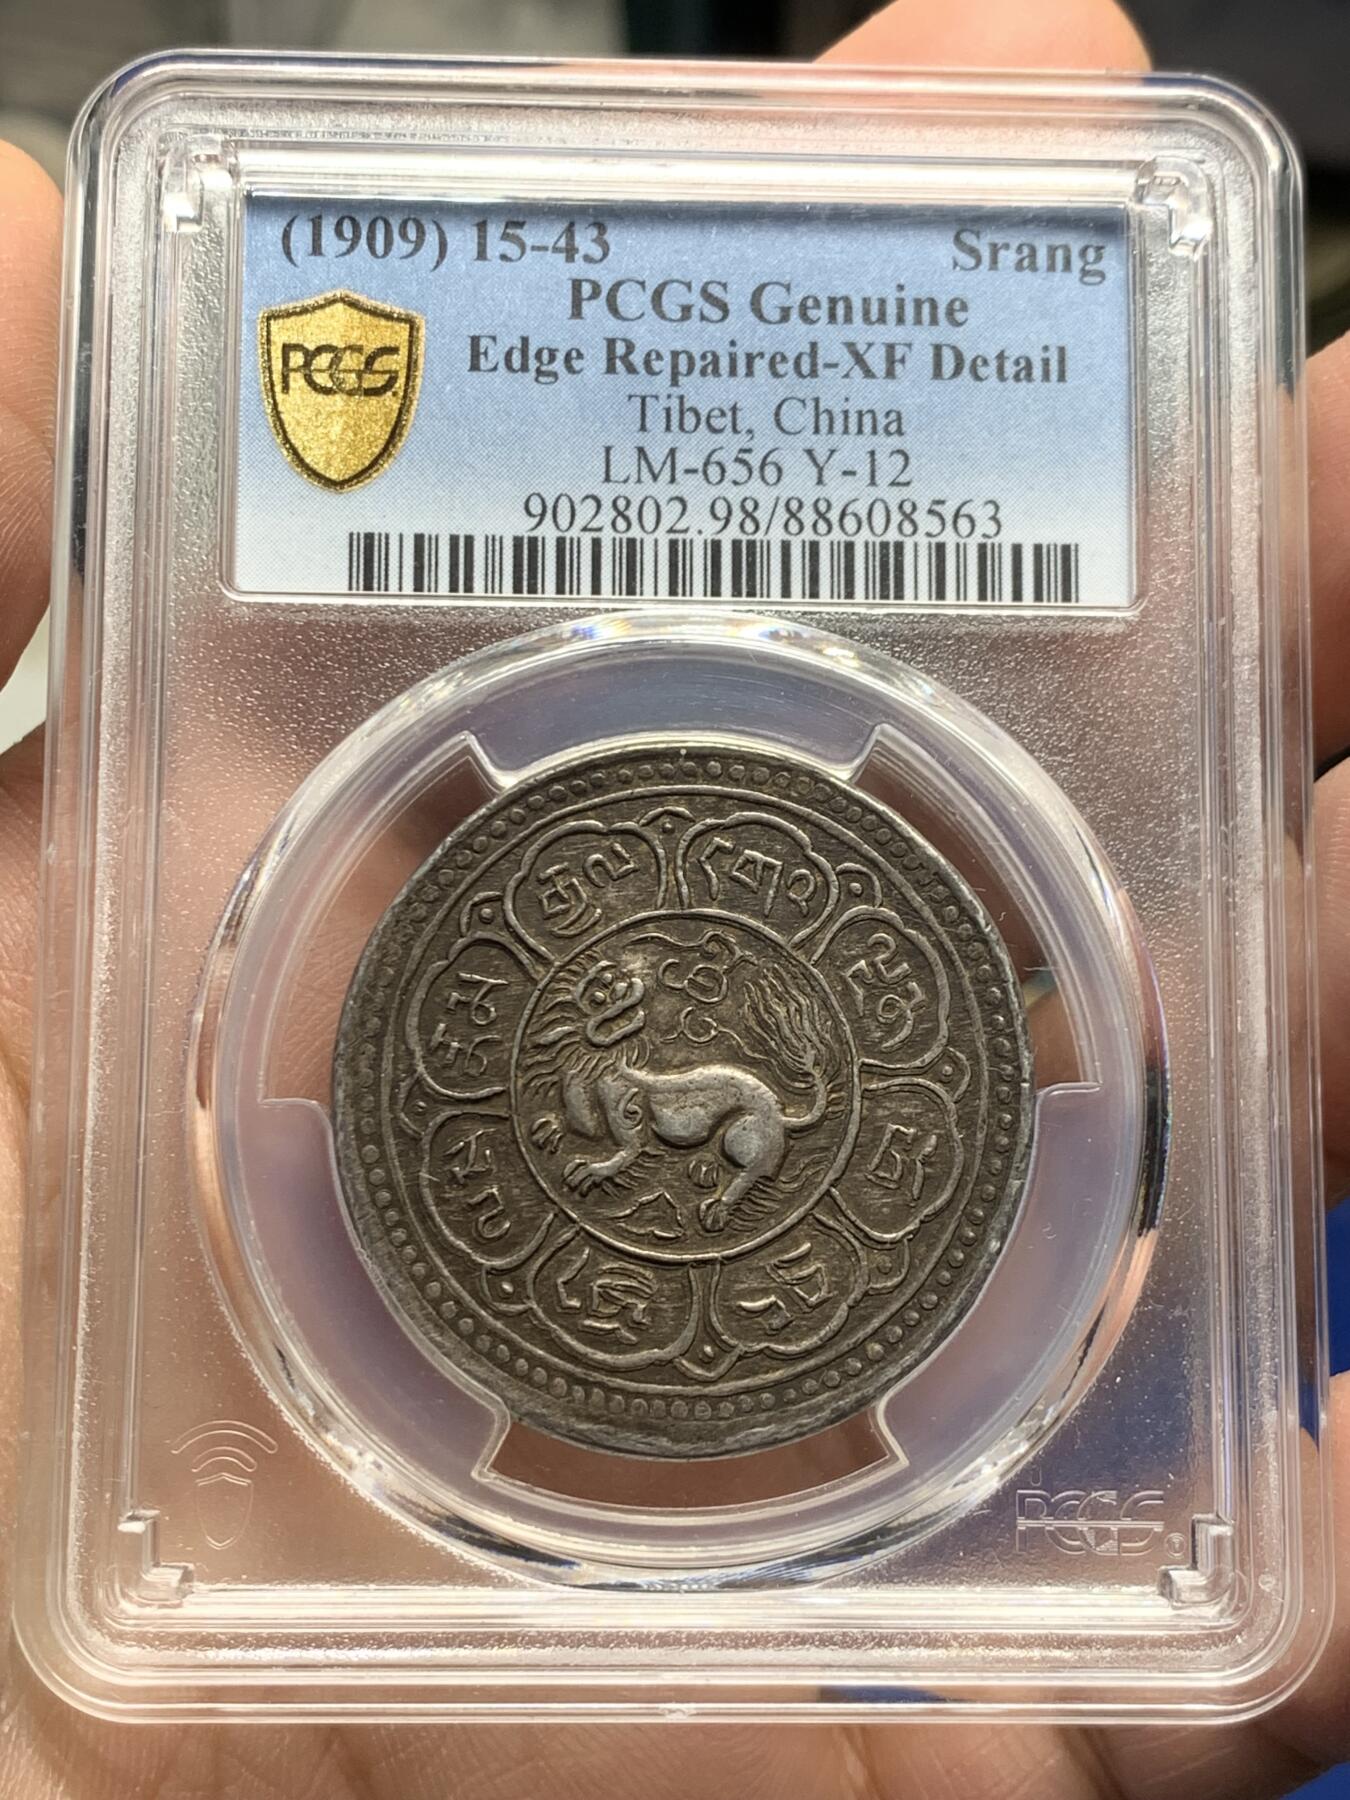 (1909) 15-43 Srang
PCGS Genuine
Edge Repaired-XF Detail
Tibet, China
LM-656 Y-12
902802.98/88608563
PCGS
PCGS